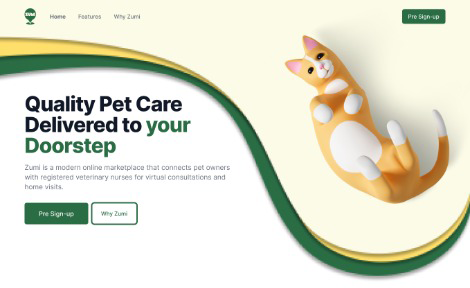 ZUMI
Home Features Why Zumi
Pre Sign-up
Quality Pet Care
Delivered to your
Doorstep
Zumi is a modern online marketplace that connects pet owners
with registered veterinary nurses for virtual consultations and
home visits.
Pre Sign-up Why Zumi